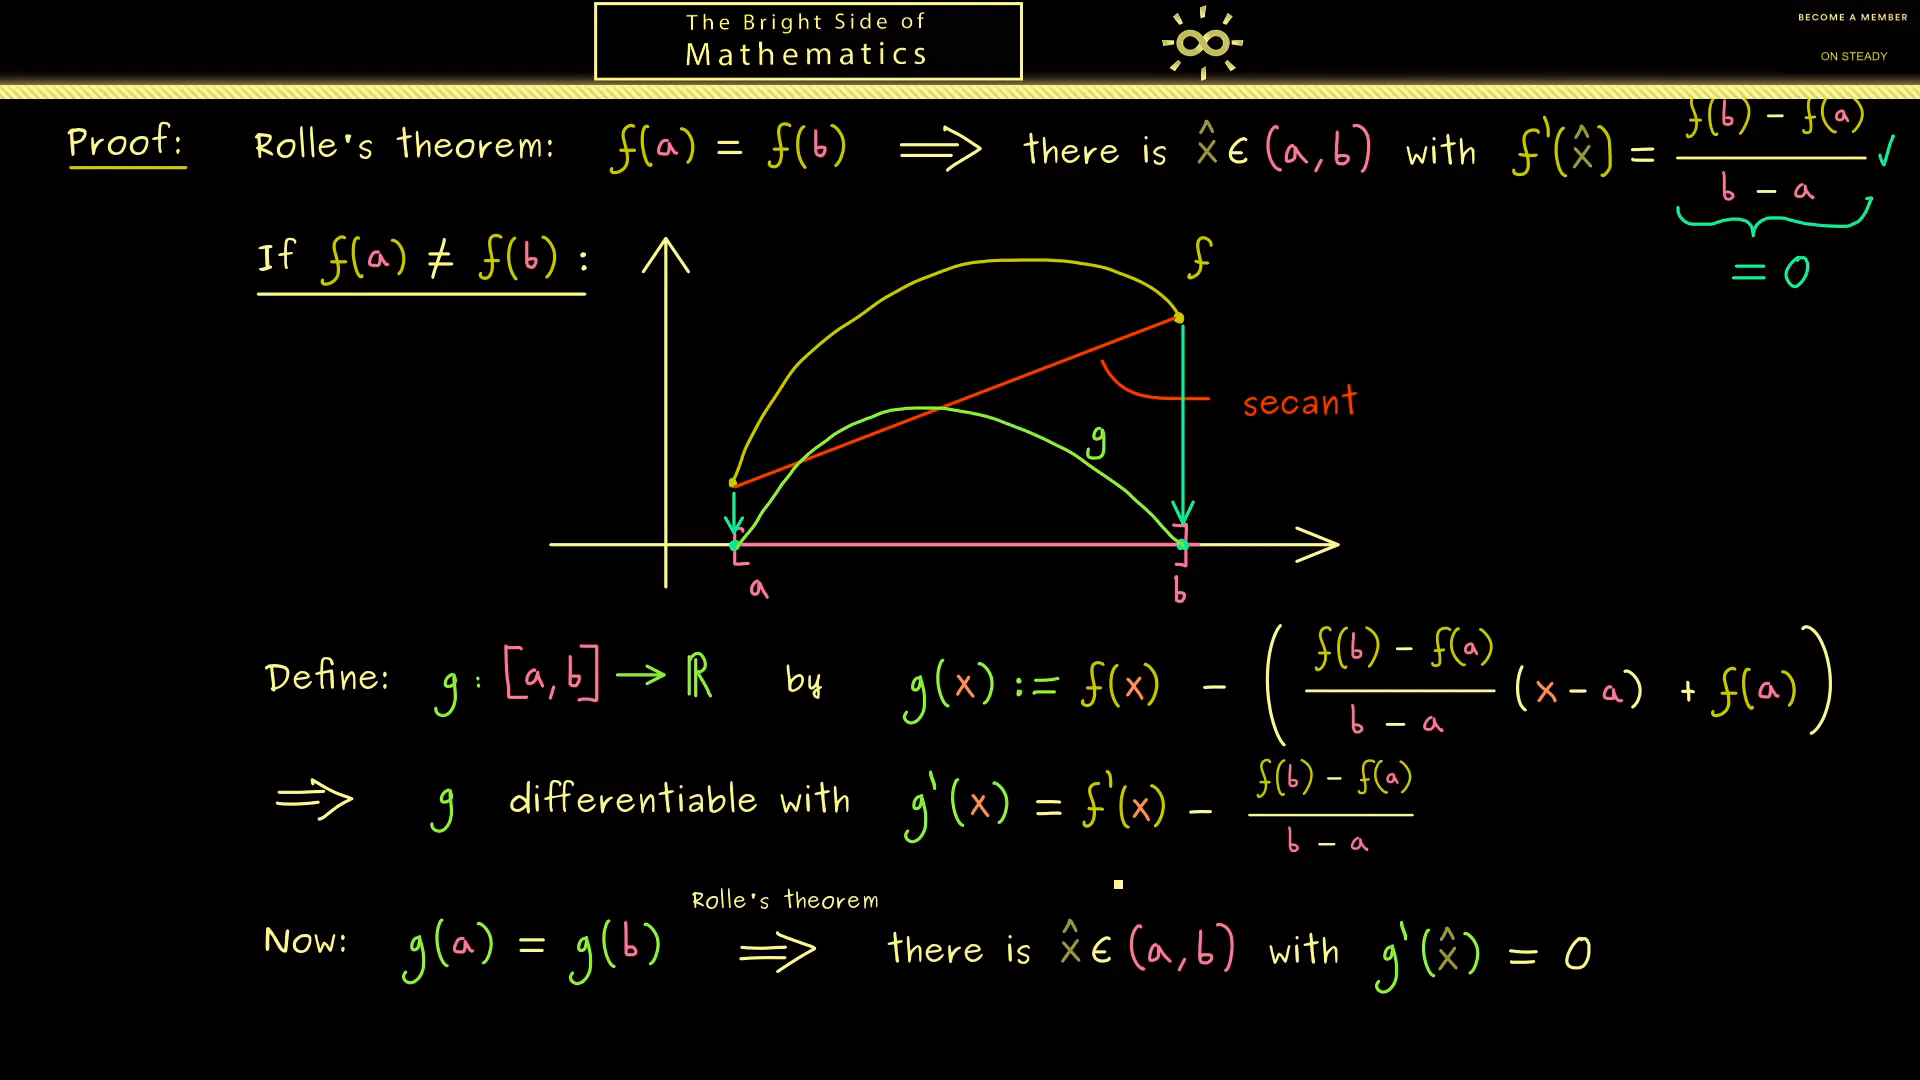 The Bright Side of
Mathematics
BECOME A MEMBER
ON STEADY
Proof: Rolle's theorem: f(a) = f(b) ⟹ there is x̂ ∈ (a,b) with f'(x̂) = (f(b) − f(a))/(b − a) ✓
= 0
If f(a) ≠ f(b) :
f
secant
g
a b
Define: g : [a,b] → ℝ by g(x) := f(x) − ( (f(b) − f(a))/(b − a) (x − a) + f(a) )
⟹ g differentiable with g'(x) = f'(x) − (f(b) − f(a))/(b − a)
Rolle's theorem
Now: g(a) = g(b) ⟹ there is x̂ ∈ (a,b) with g'(x̂) = 0